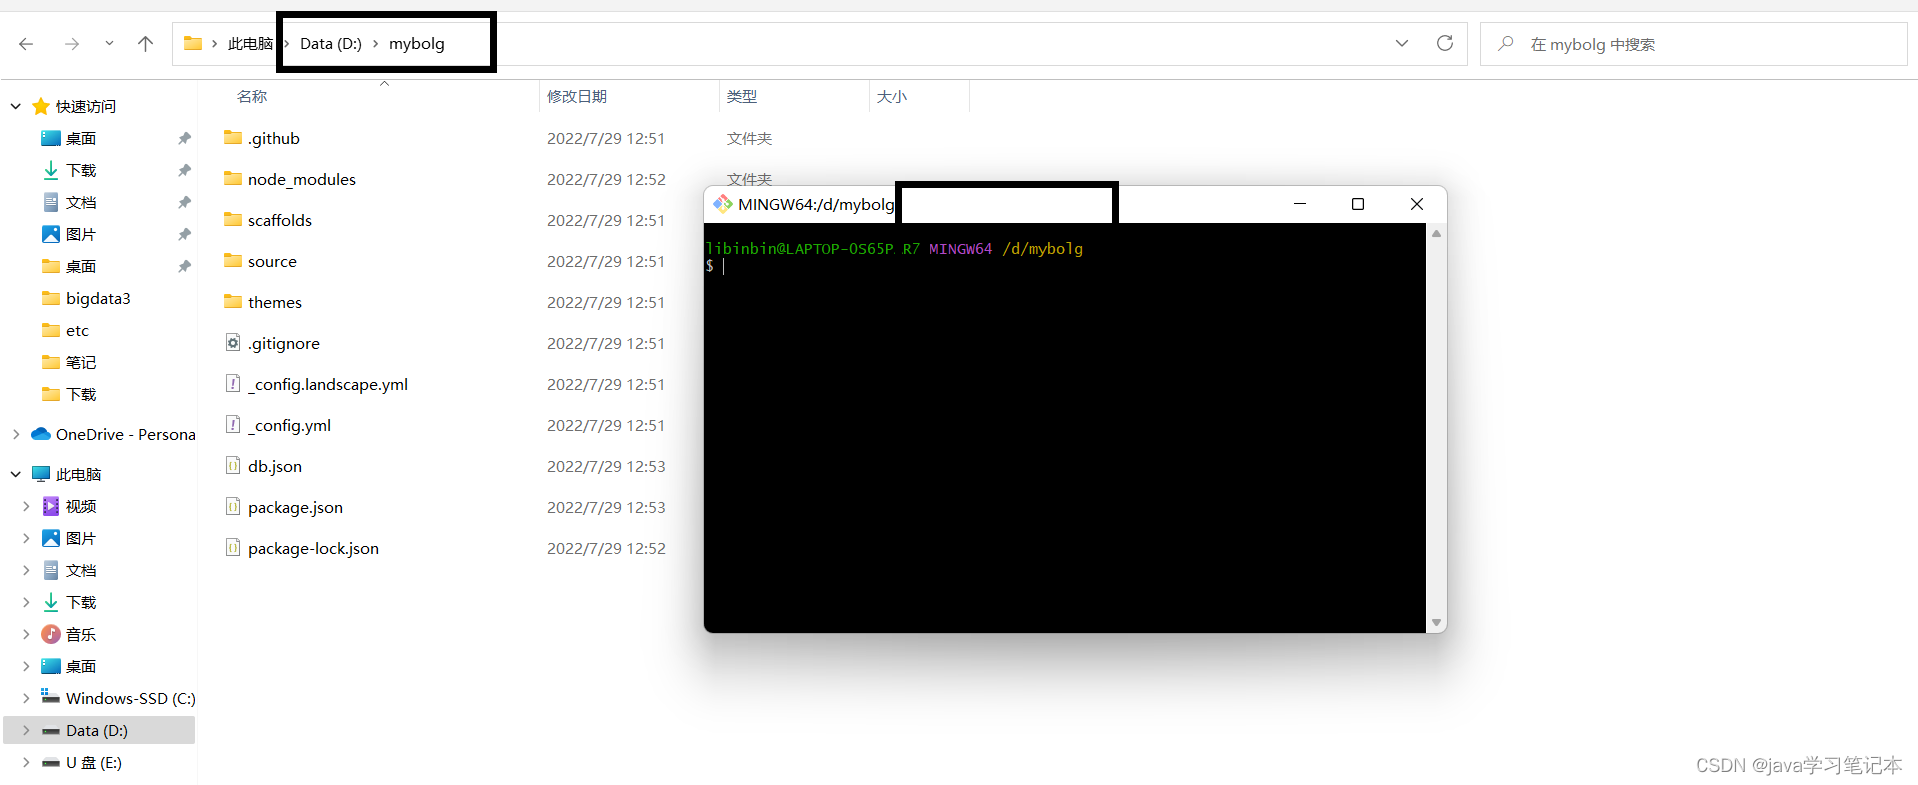 此电脑 Data (D:) mybolg
在 mybolg 中搜索
名称 修改日期 类型 大小
快速访问
桌面
下载
文档
图片
桌面
bigdata3
etc
笔记
下载
OneDrive - Persona
此电脑
视频
图片
文档
下载
音乐
桌面
Windows-SSD (C:)
Data (D:)
U 盘 (E:)
.github 2022/7/29 12:51 文件夹
node_modules 2022/7/29 12:52 文件夹
scaffolds 2022/7/29 12:51
source 2022/7/29 12:51
themes 2022/7/29 12:51
.gitignore 2022/7/29 12:51
_config.landscape.yml 2022/7/29 12:51
_config.yml 2022/7/29 12:51
db.json 2022/7/29 12:53
package.json 2022/7/29 12:53
package-lock.json 2022/7/29 12:52
MINGW64:/d/mybolg
libinbin@LAPTOP-OS65P R7 MINGW64 /d/mybolg
$
CSDN @java学习笔记本